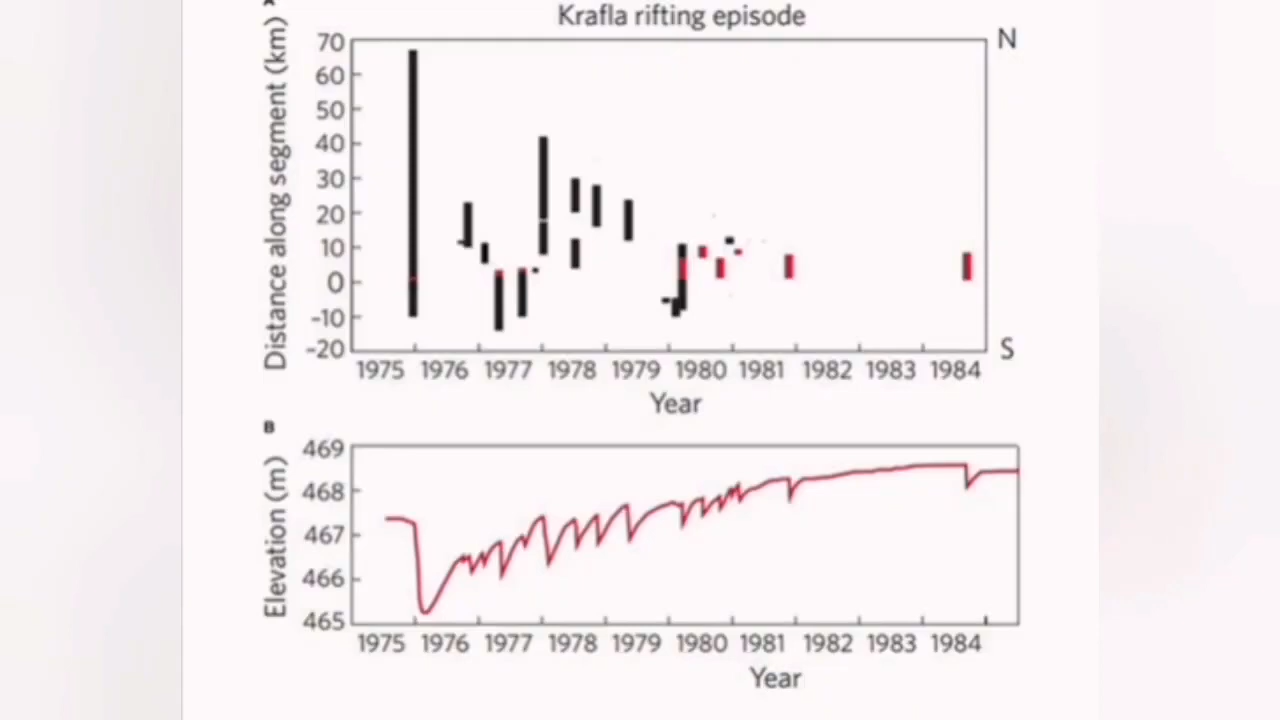 A
Krafla rifting episode
Distance along segment (km)
70
60
50
40
30
20
10
0
-10
-20
N
S
1975 1976 1977 1978 1979 1980 1981 1982 1983 1984
Year
B
Elevation (m)
469
468
467
466
465
1975 1976 1977 1978 1979 1980 1981 1982 1983 1984
Year